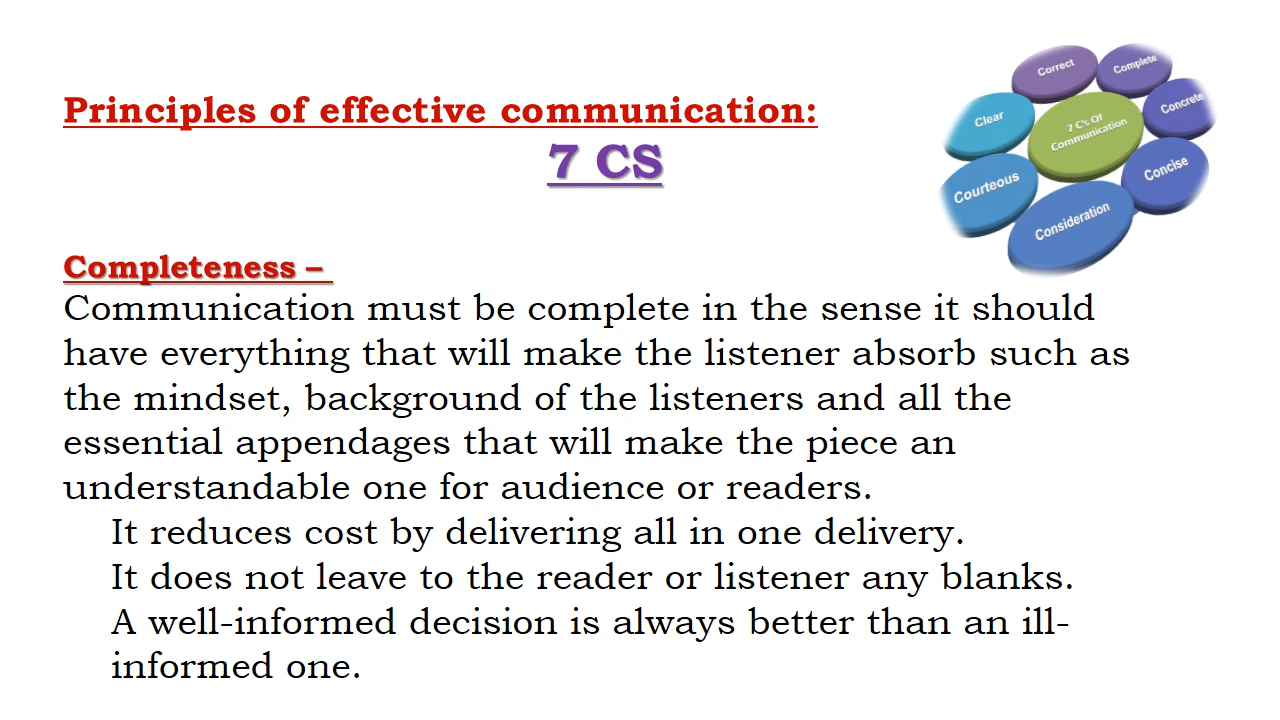 Principles of effective communication:
7 CS
Correct
Complete
Clear
7 C's Of
Communication
Concrete
Courteous
Concise
Consideration
Completeness –
Communication must be complete in the sense it should
have everything that will make the listener absorb such as
the mindset, background of the listeners and all the
essential appendages that will make the piece an
understandable one for audience or readers.
It reduces cost by delivering all in one delivery.
It does not leave to the reader or listener any blanks.
A well-informed decision is always better than an ill-
informed one.